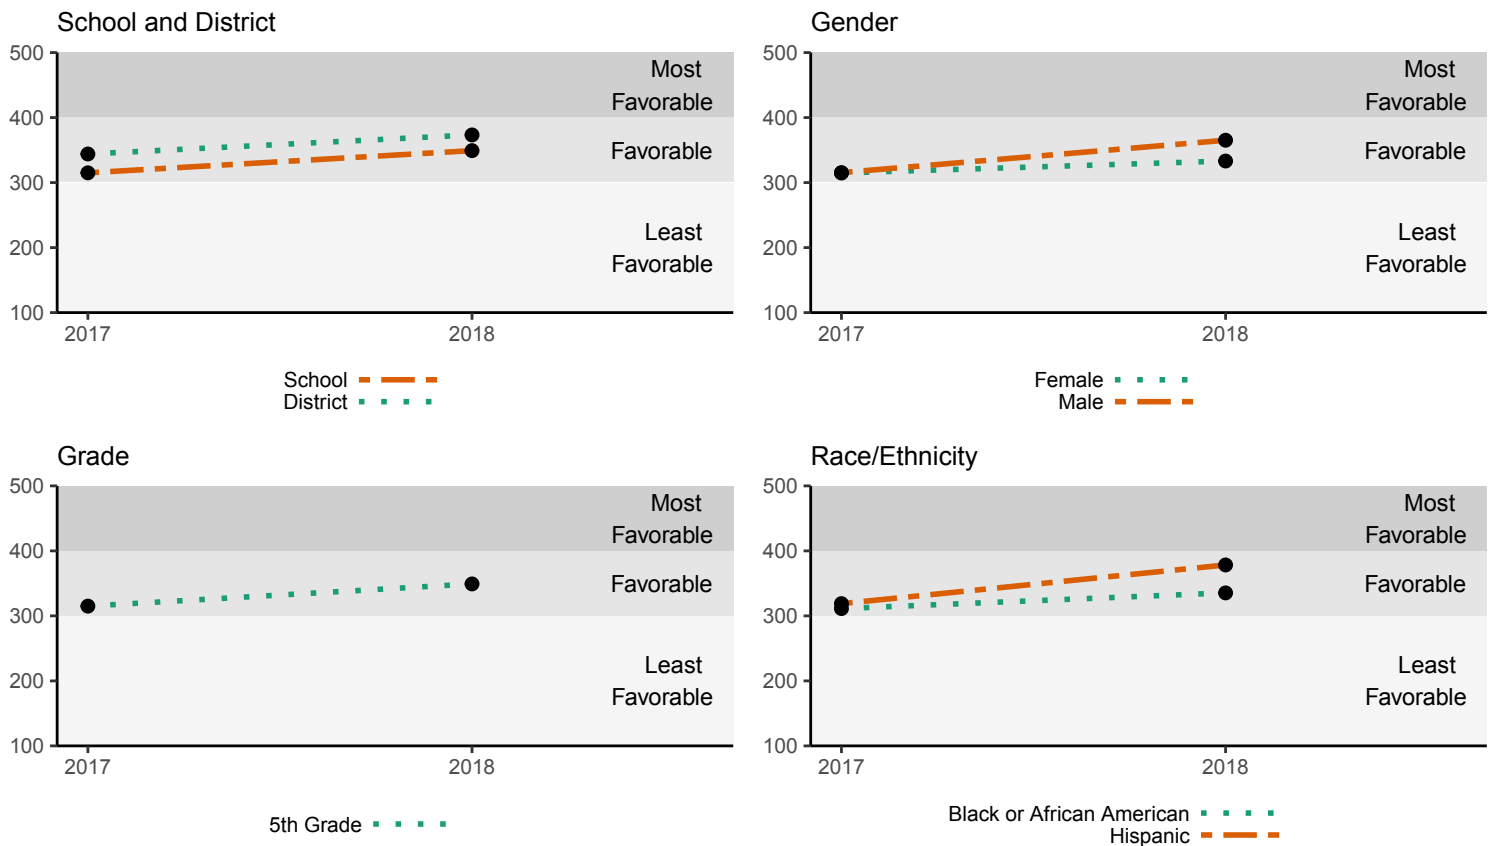 School and District
500
400
300
200
100
Most
Favorable
Favorable
Least
Favorable
2017 2018
School
District
Gender
500
400
300
200
100
Most
Favorable
Favorable
Least
Favorable
2017 2018
Female
Male
Grade
500
400
300
200
100
Most
Favorable
Favorable
Least
Favorable
2017 2018
5th Grade
Race/Ethnicity
500
400
300
200
100
Most
Favorable
Favorable
Least
Favorable
2017 2018
Black or African American
Hispanic